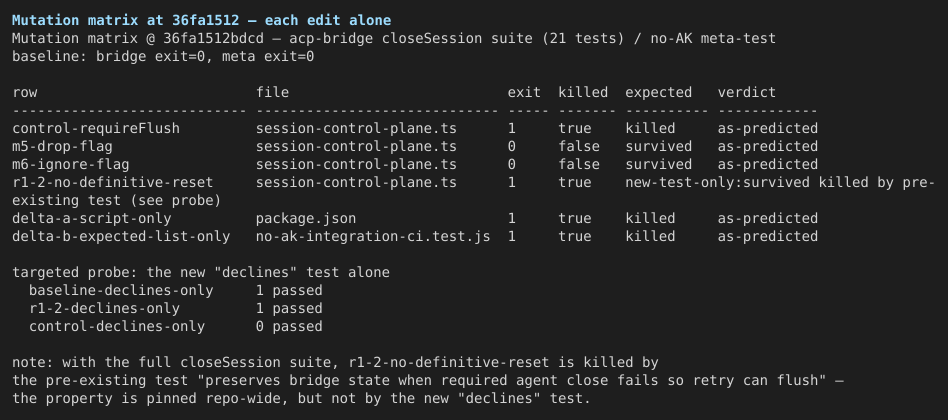 Mutation matrix at 36fa1512 — each edit alone
Mutation matrix @ 36fa1512bdcd — acp-bridge closeSession suite (21 tests) / no-AK meta-test
baseline: bridge exit=0, meta exit=0
row file exit killed expected verdict
---------------------------- ----------------------------- ----- ------- ---------- ------------
control-requireFlush session-control-plane.ts 1 true killed as-predicted
m5-drop-flag session-control-plane.ts 0 false survived as-predicted
m6-ignore-flag session-control-plane.ts 0 false survived as-predicted
r1-2-no-definitive-reset session-control-plane.ts 1 true new-test-only:survived killed by pre-
existing test (see probe)
delta-a-script-only package.json 1 true killed as-predicted
delta-b-expected-list-only no-ak-integration-ci.test.js 1 true killed as-predicted
targeted probe: the new "declines" test alone
baseline-declines-only 1 passed
r1-2-declines-only 1 passed
control-declines-only 0 passed
note: with the full closeSession suite, r1-2-no-definitive-reset is killed by
the pre-existing test "preserves bridge state when required agent close fails so retry can flush" —
the property is pinned repo-wide, but not by the new "declines" test.